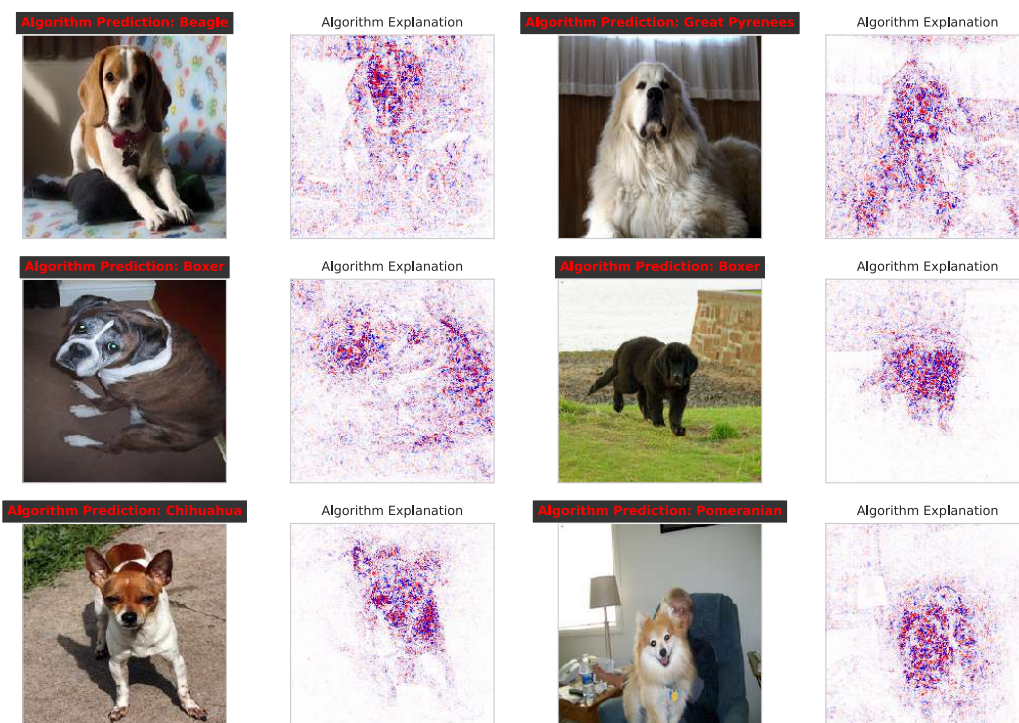 Algorithm Prediction: Beagle
Algorithm Explanation
Algorithm Prediction: Great Pyrenees
Algorithm Explanation
Algorithm Prediction: Boxer
Algorithm Explanation
Algorithm Prediction: Boxer
Algorithm Explanation
Algorithm Prediction: Chihuahua
Algorithm Explanation
Algorithm Prediction: Pomeranian
Algorithm Explanation